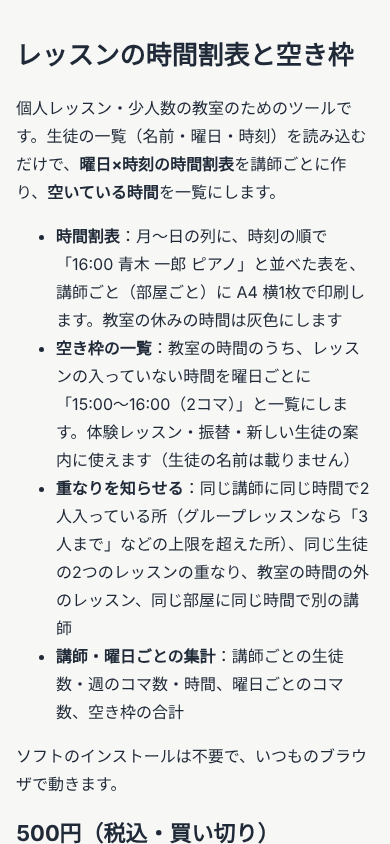 レッスンの時間割表と空き枠
個人レッスン・少人数の教室のためのツールで
す。生徒の一覧（名前・曜日・時刻）を読み込む
だけで、曜日×時刻の時間割表を講師ごとに作
り、空いている時間を一覧にします。
• 時間割表：月〜日の列に、時刻の順で
「16:00 青木 一郎 ピアノ」と並べた表を、
講師ごと（部屋ごと）に A4 横1枚で印刷し
ます。教室の休みの時間は灰色にします
• 空き枠の一覧：教室の時間のうち、レッス
ンの入っていない時間を曜日ごとに
「15:00〜16:00（2コマ）」と一覧にしま
す。体験レッスン・振替・新しい生徒の案
内に使えます（生徒の名前は載りません）
• 重なりを知らせる：同じ講師に同じ時間で2
人入っている所（グループレッスンなら「3
人まで」などの上限を超えた所）、同じ生徒
の2つのレッスンの重なり、教室の時間の外
のレッスン、同じ部屋に同じ時間で別の講
師
• 講師・曜日ごとの集計：講師ごとの生徒
数・週のコマ数・時間、曜日ごとのコマ
数、空き枠の合計
ソフトのインストールは不要で、いつものブラウ
ザで動きます。
500円（税込・買い切り）